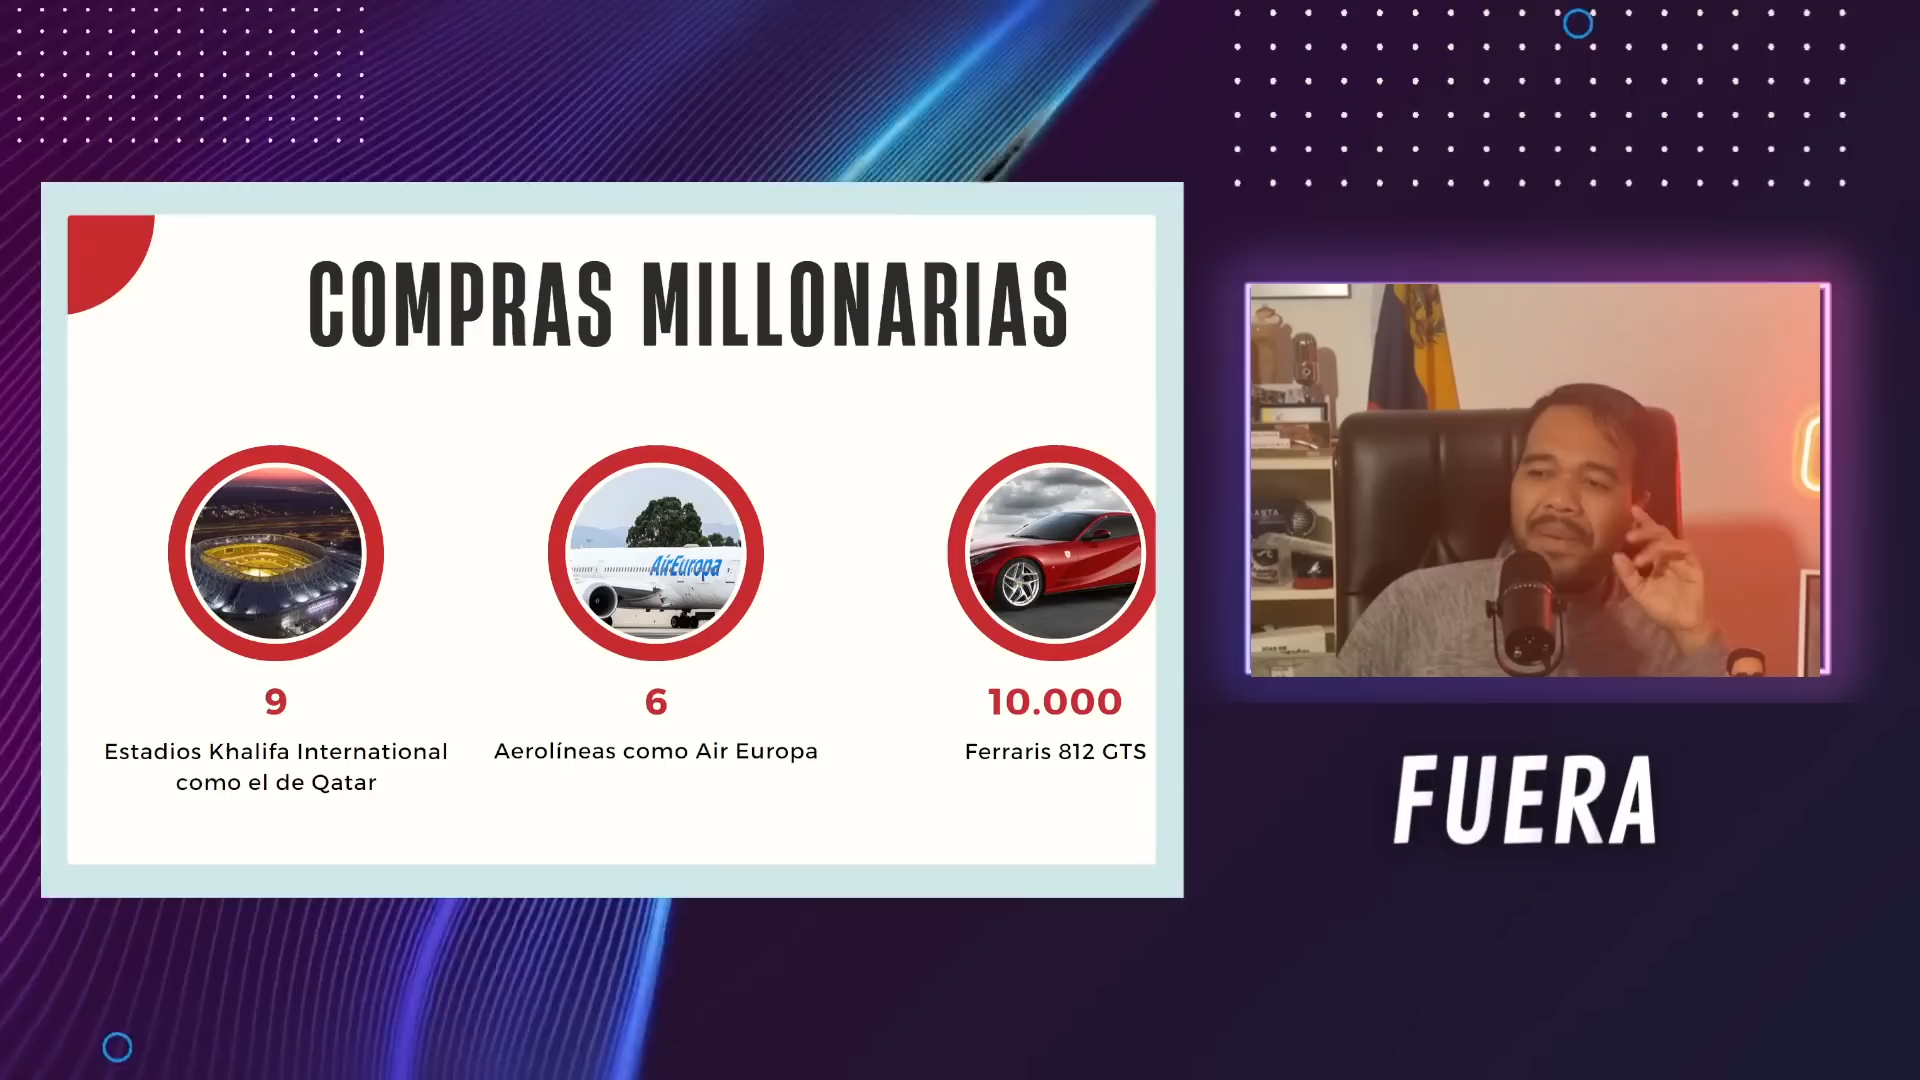 COMPRAS MILLONARIAS
AirEuropa
9
Estadios Khalifa International
como el de Qatar
6
Aerolíneas como Air Europa
10.000
Ferraris 812 GTS
FUERA